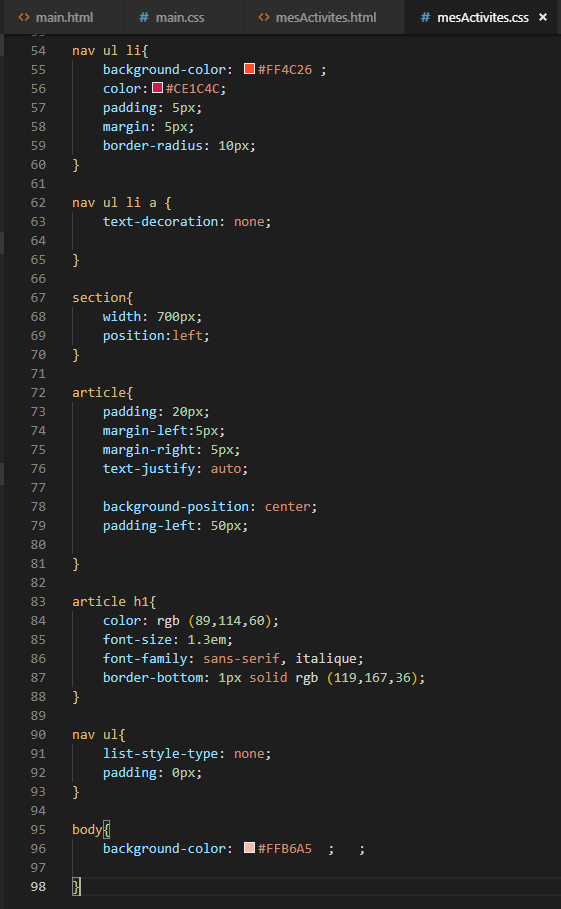 <> main.html # main.css <> mesActivites.html # mesActivites.css ×
54 nav ul li{
55 background-color: #FF4C26 ;
56 color: #CE1C4C;
57 padding: 5px;
58 margin: 5px;
59 border-radius: 10px;
60 }
61
62 nav ul li a {
63 text-decoration: none;
64
65 }
66
67 section{
68 width: 700px;
69 position:left;
70 }
71
72 article{
73 padding: 20px;
74 margin-left:5px;
75 margin-right: 5px;
76 text-justify: auto;
77
78 background-position: center;
79 padding-left: 50px;
80
81 }
82
83 article h1{
84 color: rgb (89,114,60);
85 font-size: 1.3em;
86 font-family: sans-serif, italique;
87 border-bottom: 1px solid rgb (119,167,36);
88 }
89
90 nav ul{
91 list-style-type: none;
92 padding: 0px;
93 }
94
95 body{
96 background-color: #FFB6A5 ; ;
97
98 }